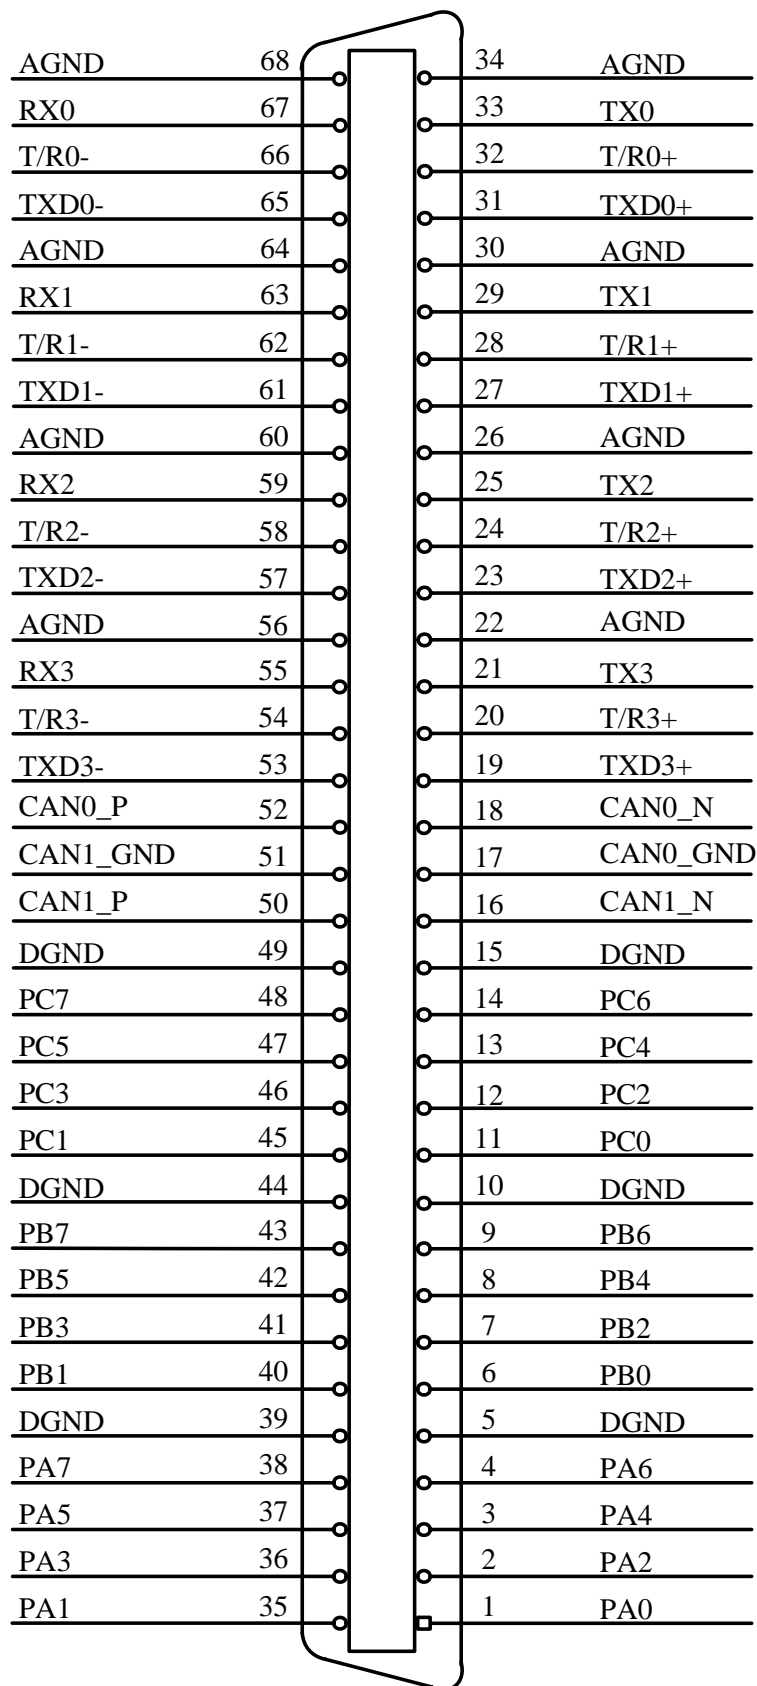 AGND 68 34 AGND
RX0 67 33 TX0
T/R0- 66 32 T/R0+
TXD0- 65 31 TXD0+
AGND 64 30 AGND
RX1 63 29 TX1
T/R1- 62 28 T/R1+
TXD1- 61 27 TXD1+
AGND 60 26 AGND
RX2 59 25 TX2
T/R2- 58 24 T/R2+
TXD2- 57 23 TXD2+
AGND 56 22 AGND
RX3 55 21 TX3
T/R3- 54 20 T/R3+
TXD3- 53 19 TXD3+
CAN0_P 52 18 CAN0_N
CAN1_GND 51 17 CAN0_GND
CAN1_P 50 16 CAN1_N
DGND 49 15 DGND
PC7 48 14 PC6
PC5 47 13 PC4
PC3 46 12 PC2
PC1 45 11 PC0
DGND 44 10 DGND
PB7 43 9 PB6
PB5 42 8 PB4
PB3 41 7 PB2
PB1 40 6 PB0
DGND 39 5 DGND
PA7 38 4 PA6
PA5 37 3 PA4
PA3 36 2 PA2
PA1 35 1 PA0